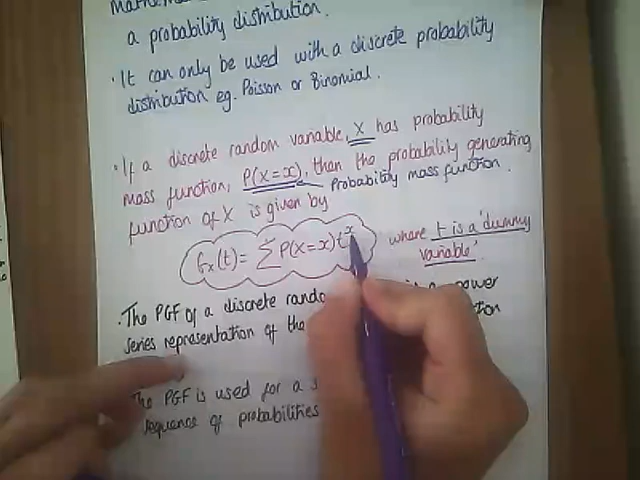 a probability distribution.
· It can only be used with a discrete probability
distribution eg. Poisson or Binomial.
· If a discrete random variable, X has probability
mass function, P(X=x), then the probability generating
Probability mass function.
function of X is given by
Gx(t) = ΣP(X=x)t^x where t is a 'dummy
variable'.
· The PGF of a discrete rando power
series representation of the
The PGF is used for a
sequence of probabilities